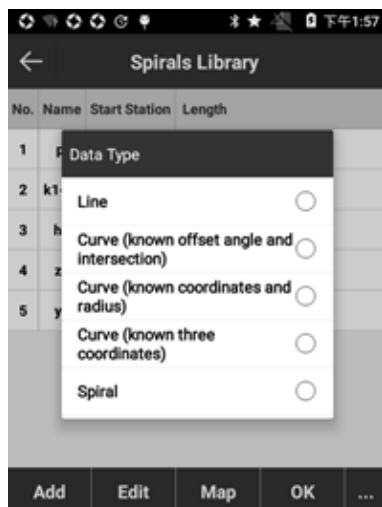 下午1:57
Spirals Library
No. Name Start Station Length
1
Data Type
2 k1-
Line
3 h
Curve (known offset angle and
intersection)
4 z
Curve (known coordinates and
radius)
5 y
Curve (known three
coordinates)
Spiral
Add Edit Map OK ...